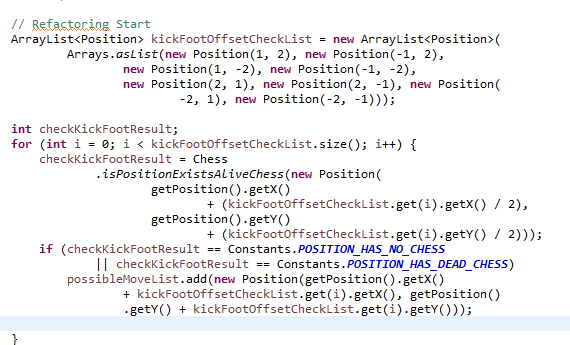 // Refactoring Start
ArrayList<Position> kickFootOffsetCheckList = new ArrayList<Position>(
Arrays.asList(new Position(1, 2), new Position(-1, 2),
new Position(1, -2), new Position(-1, -2),
new Position(2, 1), new Position(2, -1), new Position(
-2, 1), new Position(-2, -1)));
int checkKickFootResult;
for (int i = 0; i < kickFootOffsetCheckList.size(); i++) {
checkKickFootResult = Chess
.isPositionExistsALiveChess(new Position(
getPosition().getX()
+ (kickFootOffsetCheckList.get(i).getX() / 2),
getPosition().getY()
+ (kickFootOffsetCheckList.get(i).getY() / 2)));
if (checkKickFootResult == Constants.POSITION_HAS_NO_CHESS
|| checkKickFootResult == Constants.POSITION_HAS_DEAD_CHESS)
possibleMoveList.add(new Position(getPosition().getX()
+ kickFootOffsetCheckList.get(i).getX(), getPosition()
.getY() + kickFootOffsetCheckList.get(i).getY()));
}